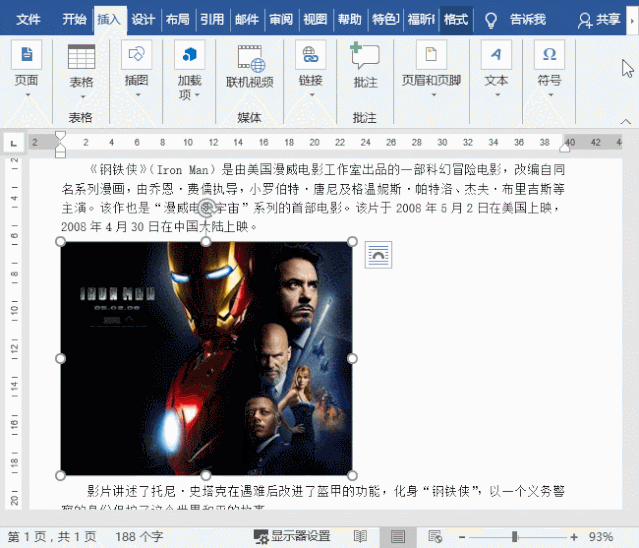 文件 开始 插入 设计 布局 引用 邮件 审阅 视图 帮助 特色 福昕 格式 告诉我 共享
页面 表格 插图 加载项 联机视频 链接 批注 页眉和页脚 文本 符号
表格 媒体 批注
2 2 4 6 8 10 12 14 16 18 20 22 24 26 28 30 32 34 36 38 40 42 4
《钢铁侠》(Iron Man) 是由美国漫威电影工作室出品的一部科幻冒险电影，改编自同
名系列漫画，由乔恩·费儒执导，小罗伯特·唐尼及格温妮斯·帕特洛、杰夫·布里吉斯等
主演。该作也是“漫威电影宇宙”系列的首部电影。该片于 2008 年 5 月 2 日在美国上映，
2008 年 4 月 30 日在中国大陆上映。
IRON MAN
05.02.08
影片讲述了托尼·史塔克在遇难后改进了盔甲的功能，化身“钢铁侠”，以一个义务警
察的身份保护了这个世界和平的故事
2 4 6 8 10 12 14 16 18 20
第 1 页，共 1 页 188 个字 显示器设置 93%